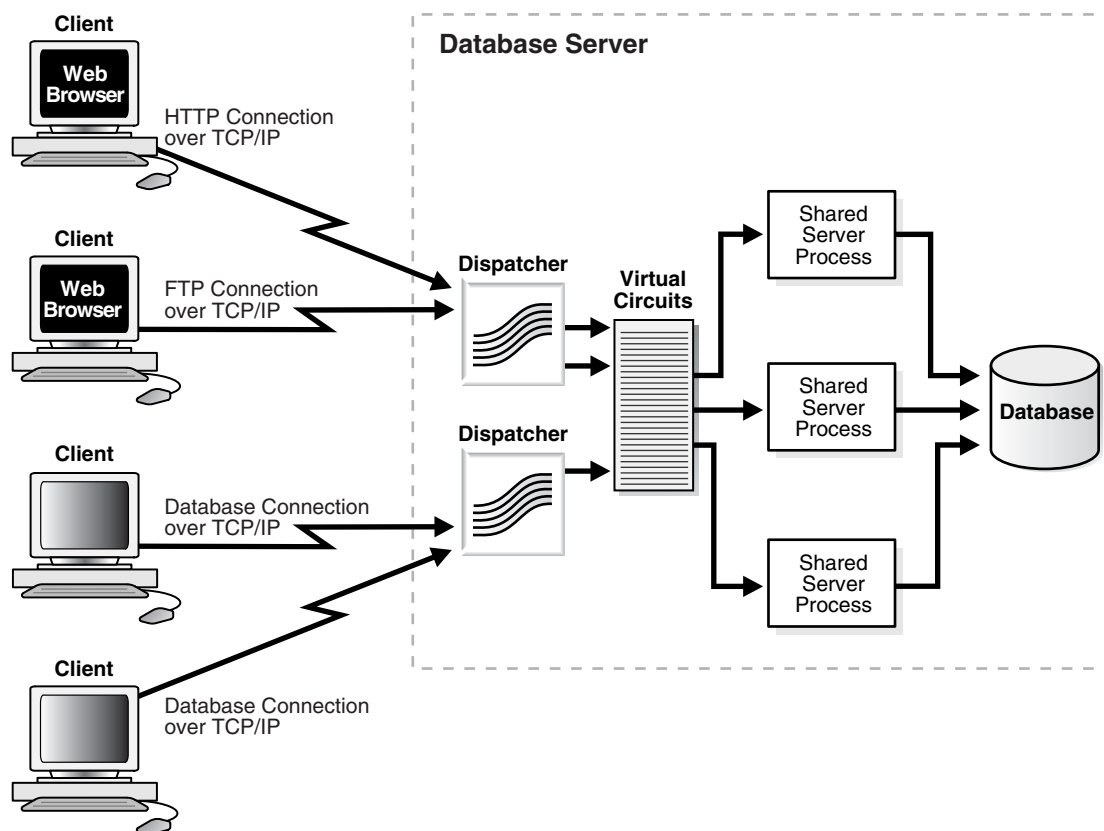 Client
Database Server
Web
Browser
HTTP Connection
over TCP/IP
Client
Web
Browser
FTP Connection
over TCP/IP
Dispatcher
Virtual
Circuits
Shared
Server
Process
Shared
Server
Process
Database
Client
Dispatcher
Database Connection
over TCP/IP
Shared
Server
Process
Client
Database Connection
over TCP/IP